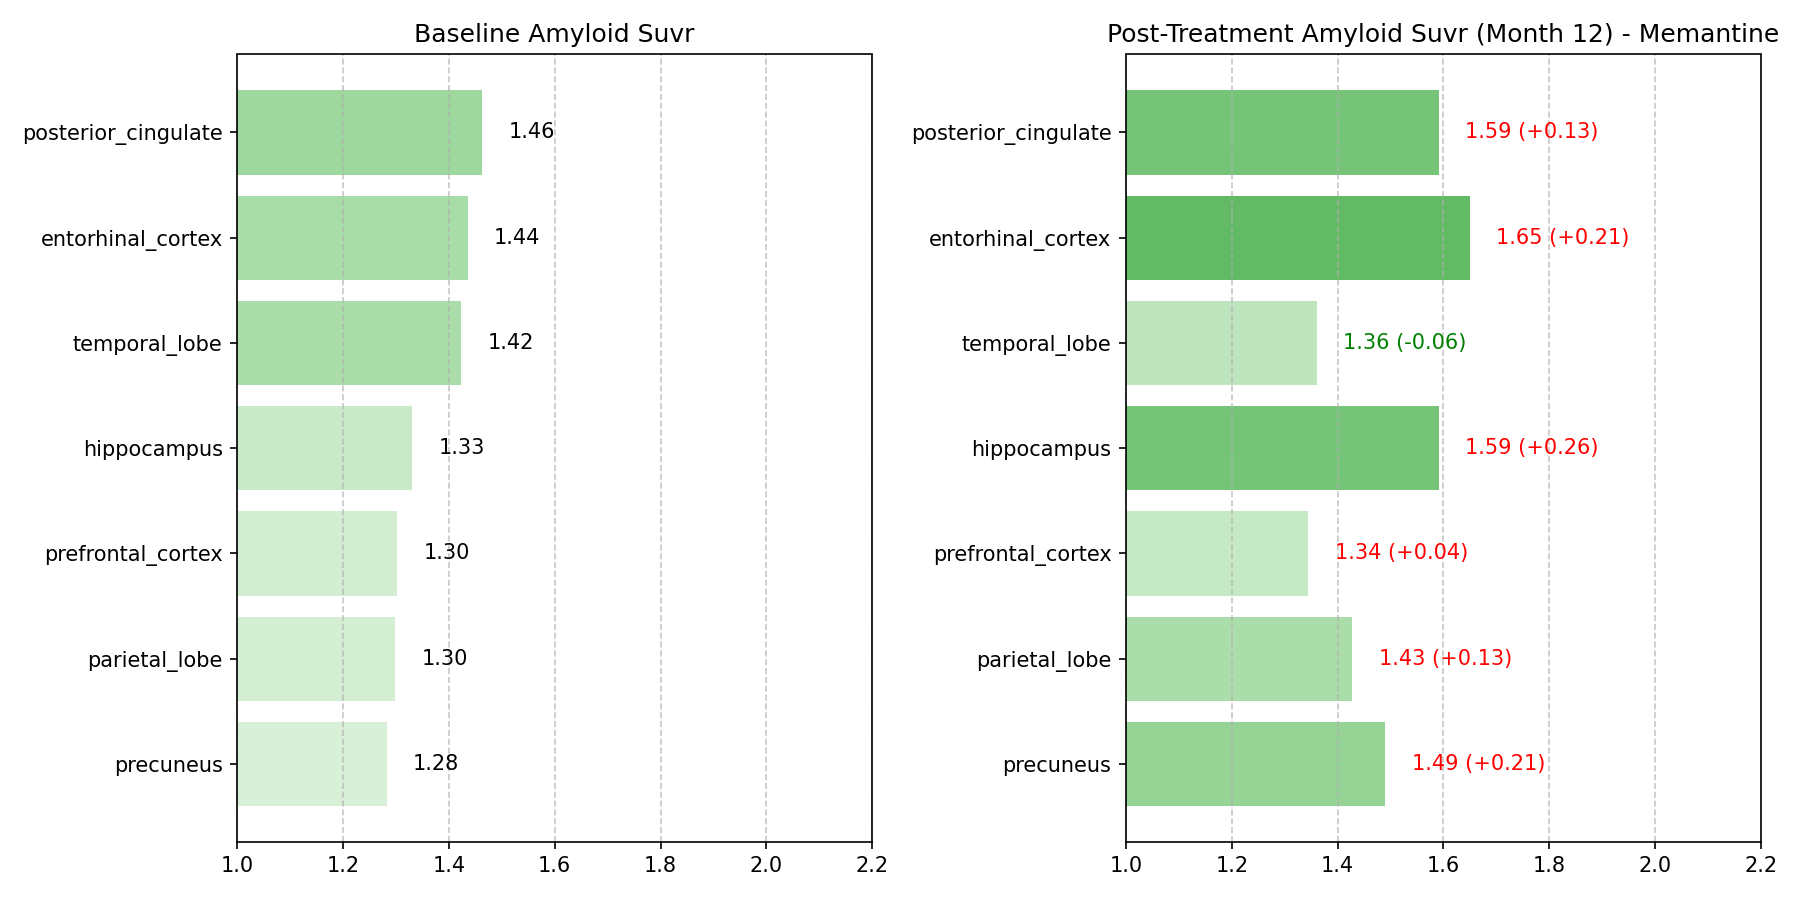 Baseline Amyloid Suvr
posterior_cingulate
1.46
entorhinal_cortex
1.44
temporal_lobe
1.42
hippocampus
1.33
prefrontal_cortex
1.30
parietal_lobe
1.30
precuneus
1.28
1.0 1.2 1.4 1.6 1.8 2.0 2.2
Post-Treatment Amyloid Suvr (Month 12) - Memantine
posterior_cingulate
1.59 (+0.13)
entorhinal_cortex
1.65 (+0.21)
temporal_lobe
1.36 (-0.06)
hippocampus
1.59 (+0.26)
prefrontal_cortex
1.34 (+0.04)
parietal_lobe
1.43 (+0.13)
precuneus
1.49 (+0.21)
1.0 1.2 1.4 1.6 1.8 2.0 2.2